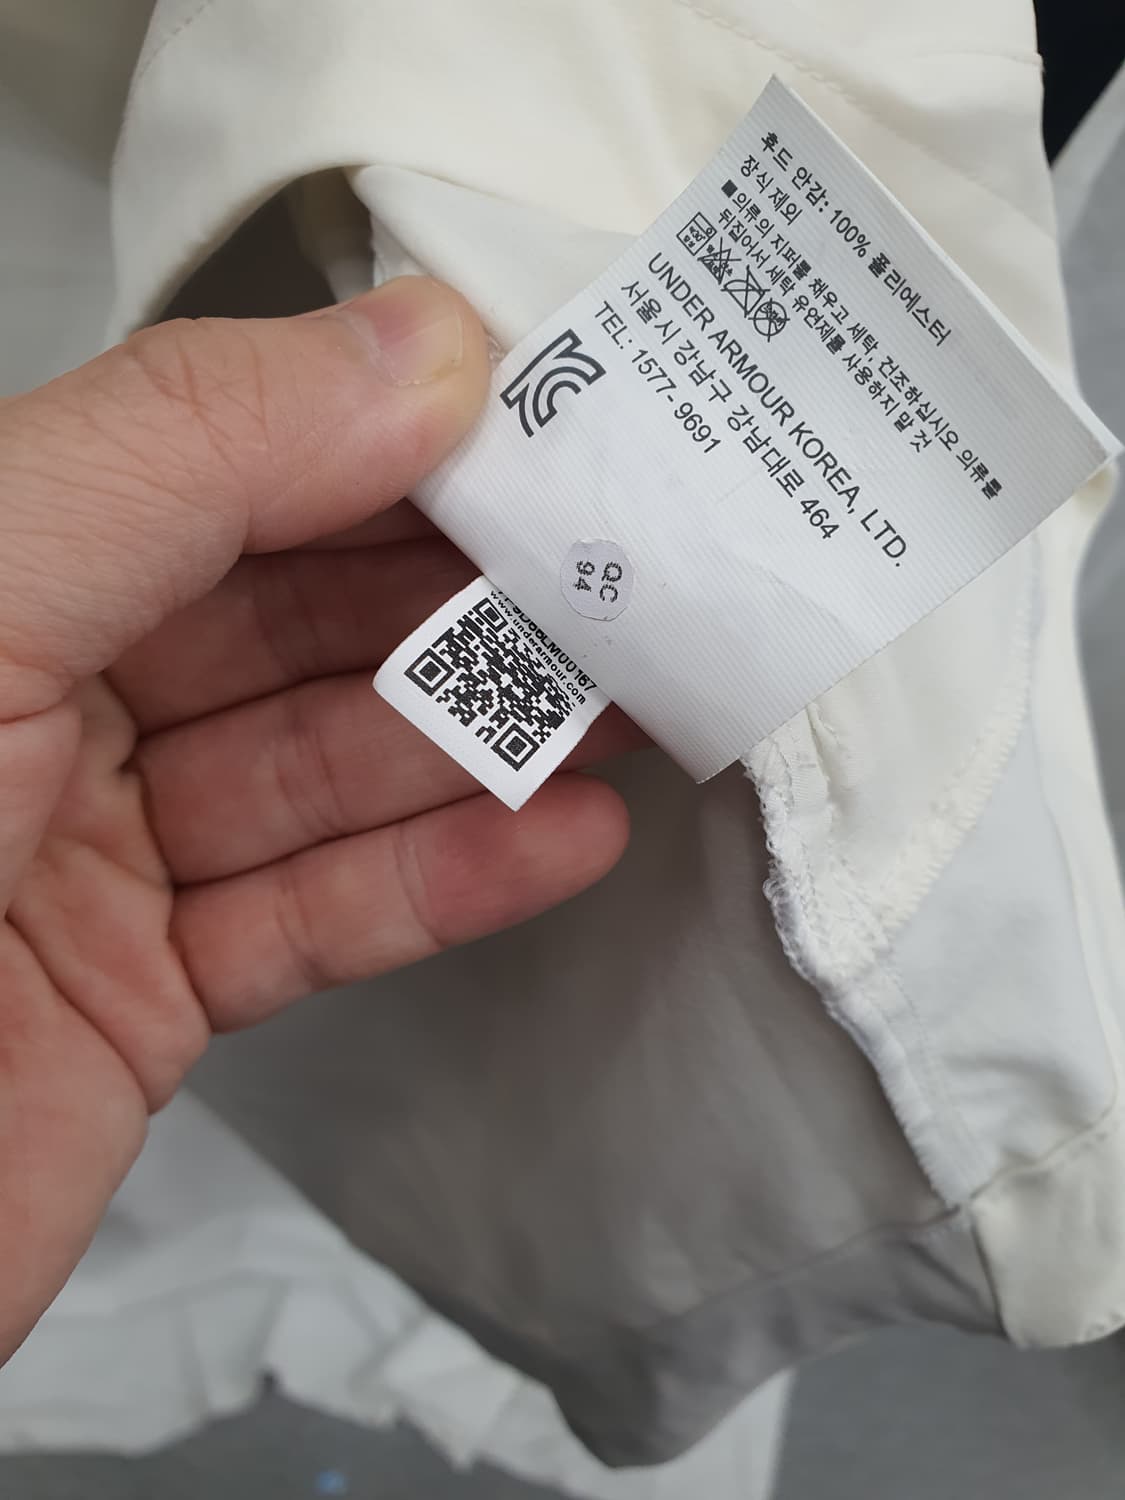 후드 안감: 100% 폴리에스터
장식 제외
■의류의 지퍼를 채우고 세탁, 건조하십시오 의류를
뒤집어서 세탁 유연제를 사용하지 말 것
UNDER ARMOUR KOREA, LTD.
서울시 강남구 강남대로 464
TEL: 1577-9691
QC
94
www.underarmour.com